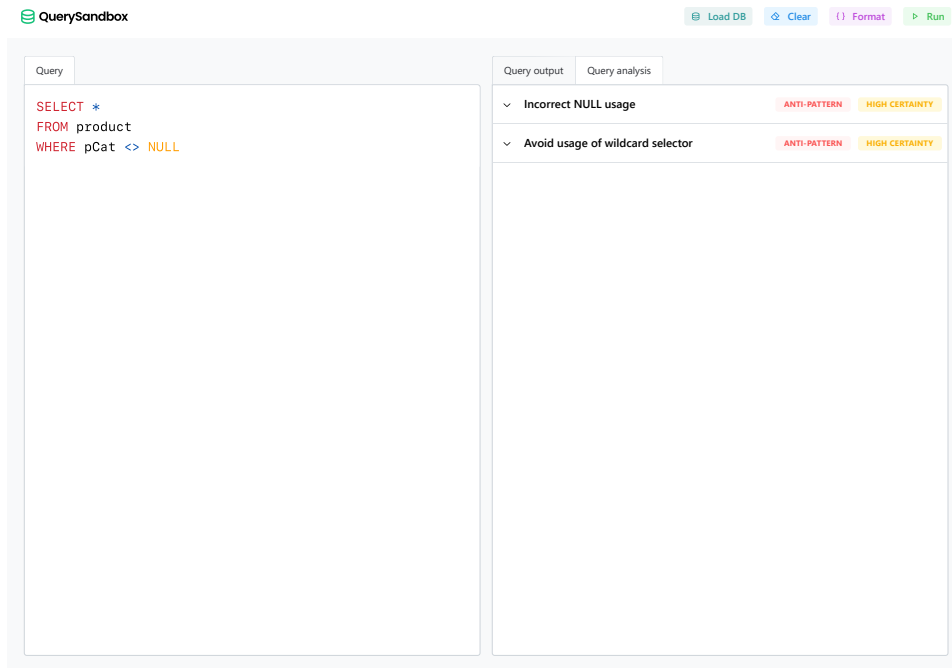 QuerySandbox
Load DB
Clear
Format
Run
Query
SELECT *
FROM product
WHERE pCat <> NULL
Query output
Query analysis
Incorrect NULL usage
ANTI-PATTERN
HIGH CERTAINTY
Avoid usage of wildcard selector
ANTI-PATTERN
HIGH CERTAINTY